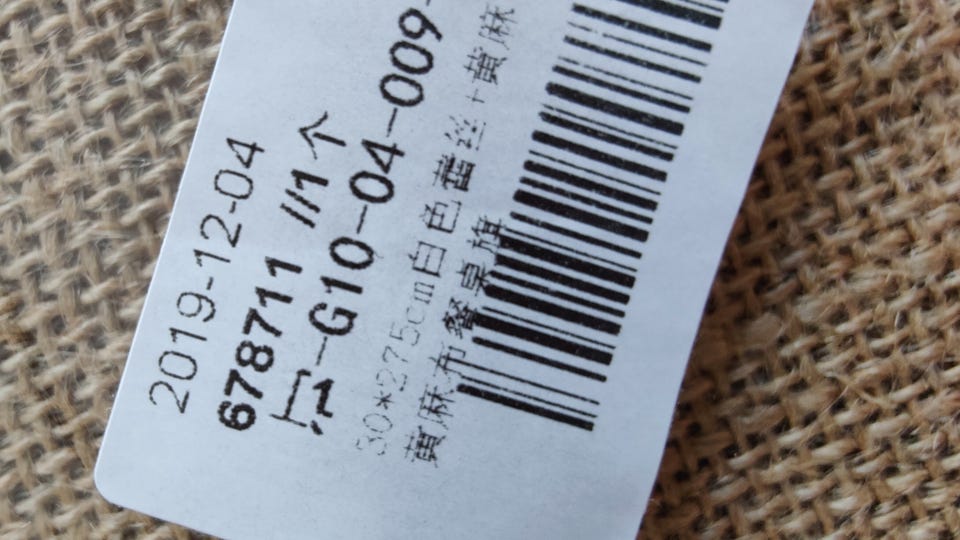 2019-12-04
678711 //1个
后-G10-04-009-
30*275cm白色蕾丝+黄麻
黄麻布餐桌旗